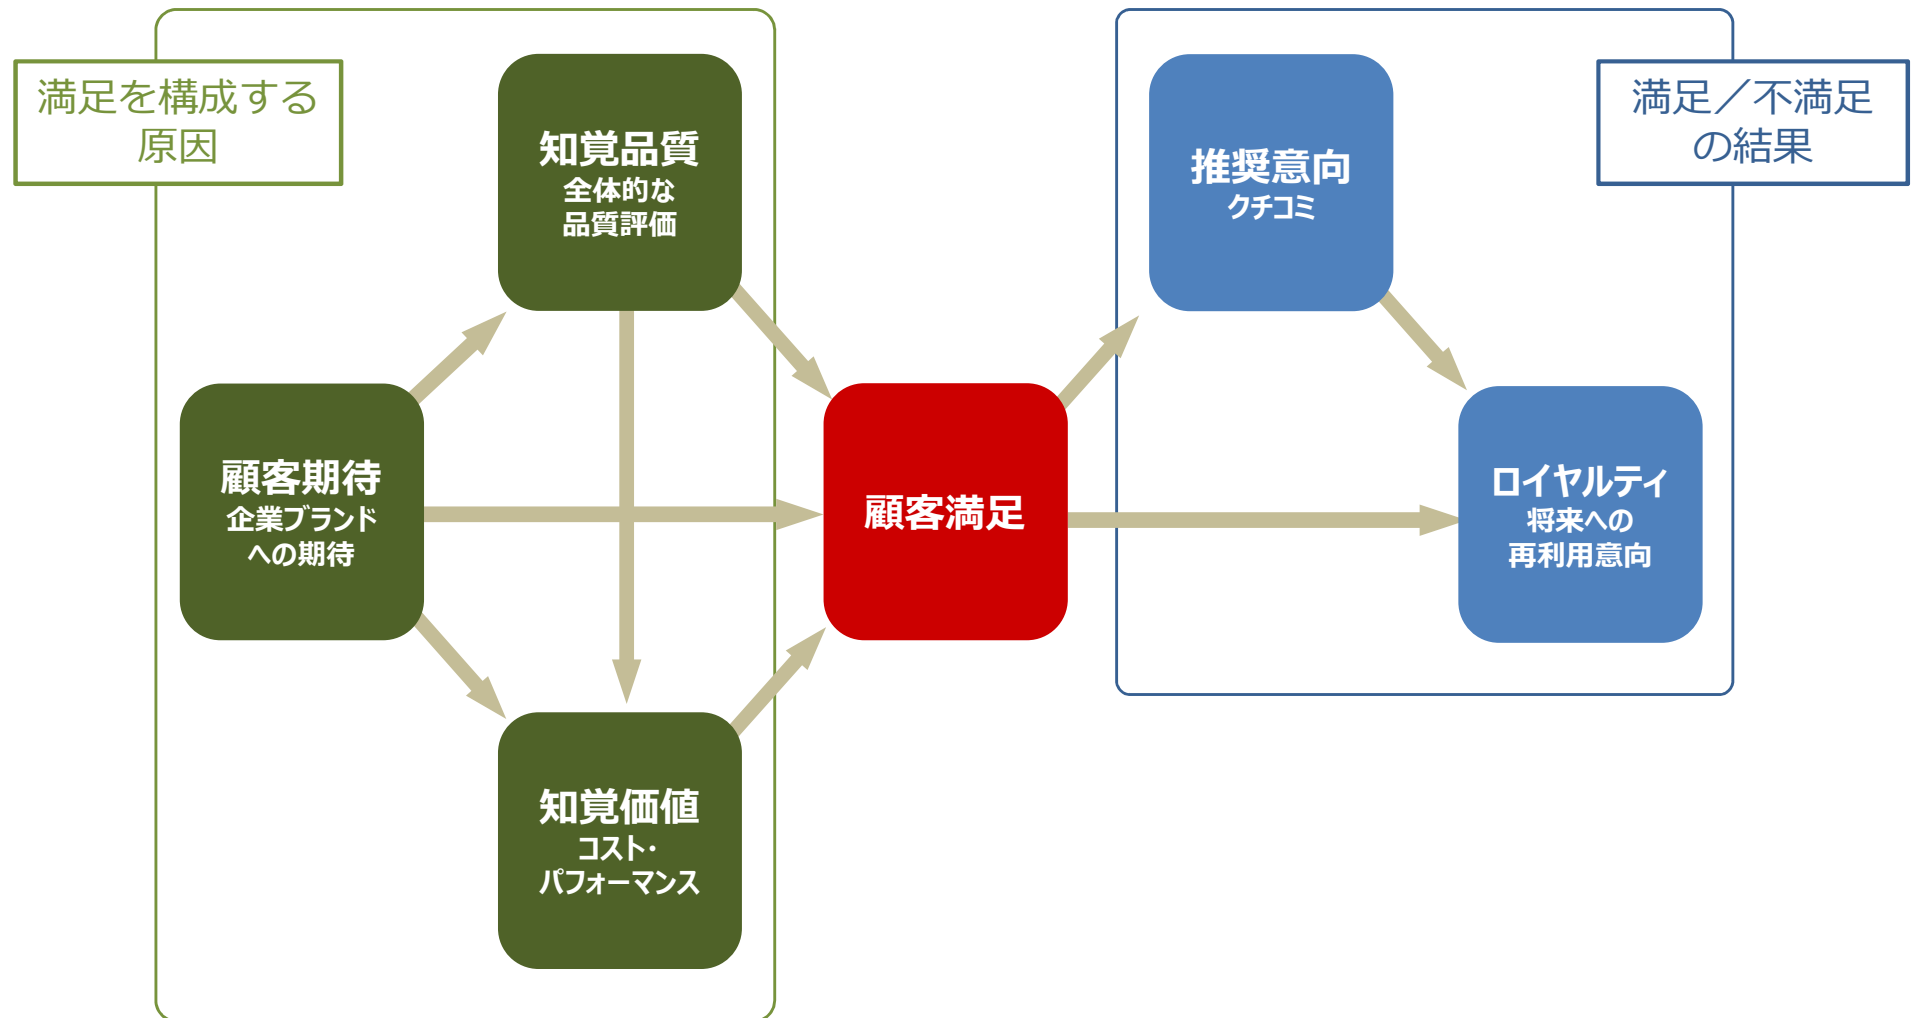 満足を構成する
原因
知覚品質
全体的な
品質評価
顧客期待
企業ブランド
への期待
知覚価値
コスト・
パフォーマンス
顧客満足
満足／不満足
の結果
推奨意向
クチコミ
ロイヤルティ
将来への
再利用意向